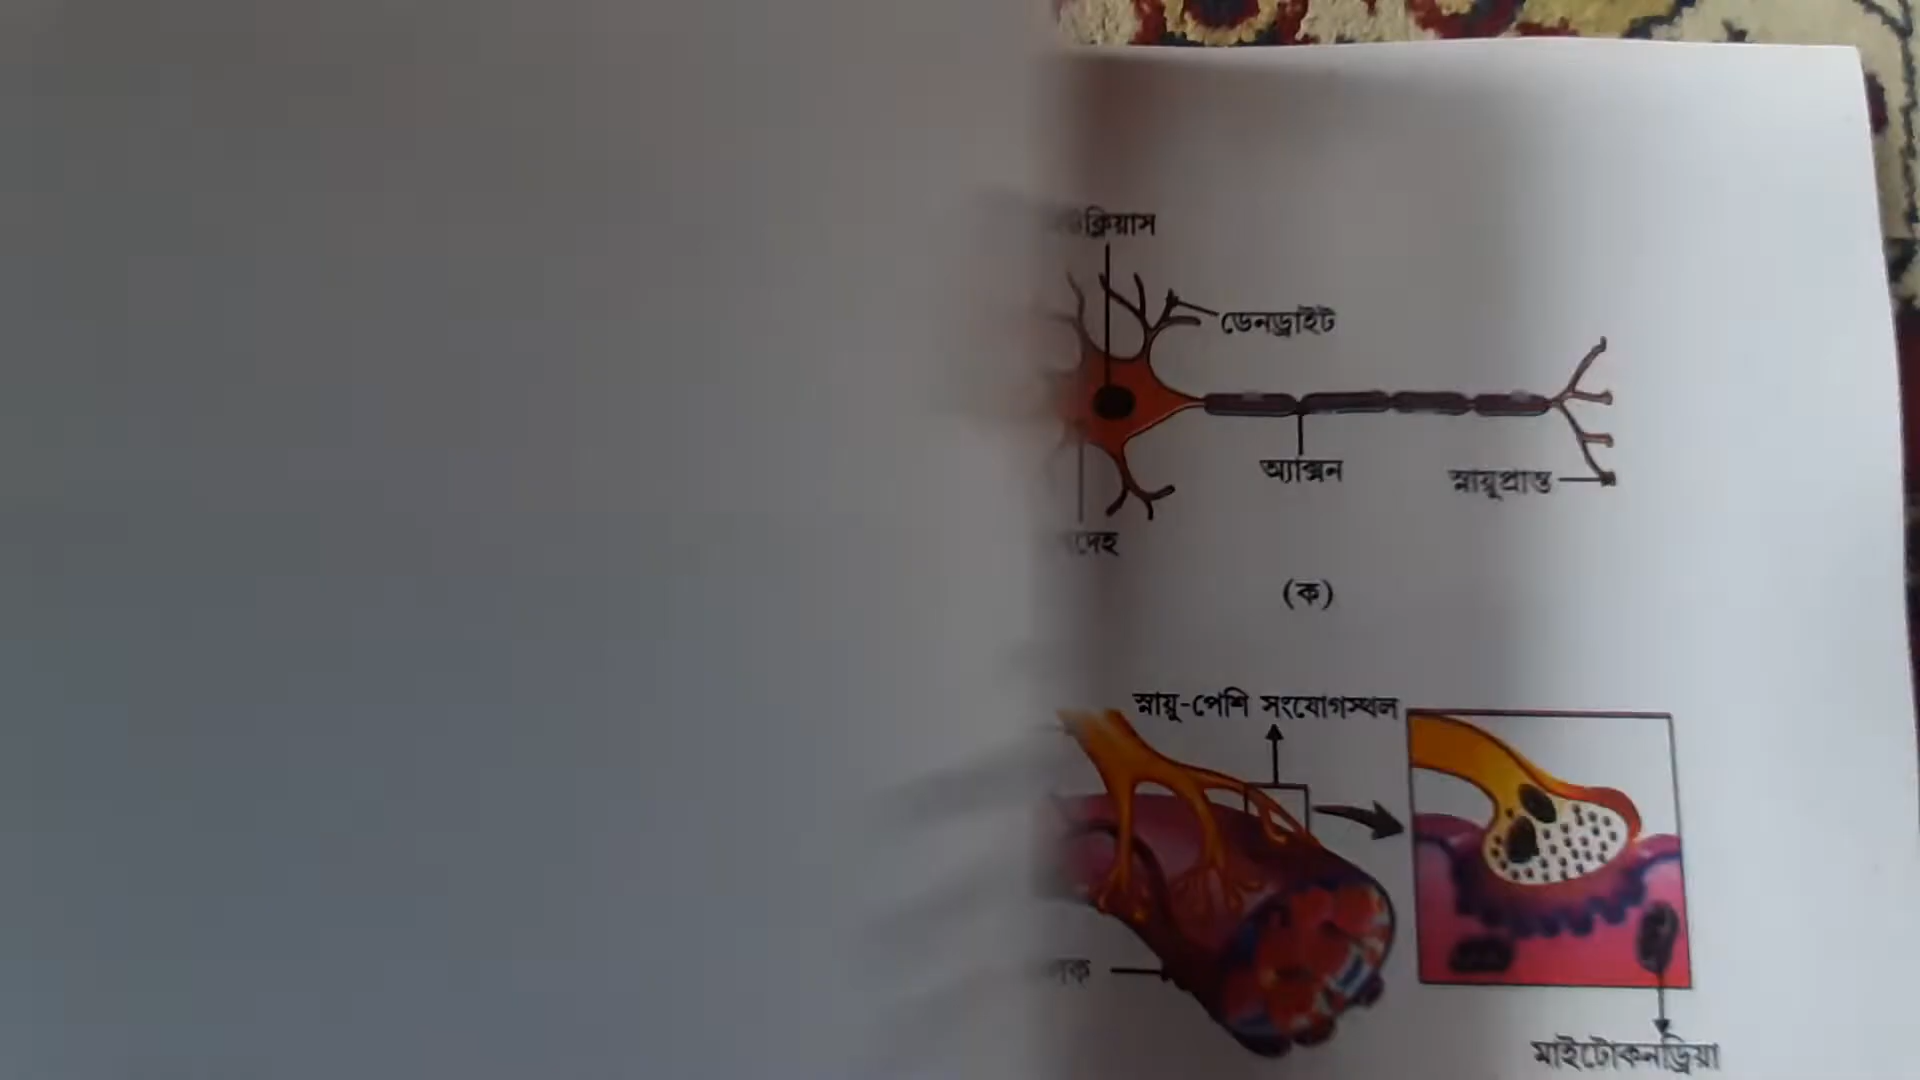 ডেনড্রাইট
অ্যাক্সন
স্নায়ুপ্রান্ত
(ক)
স্নায়ু-পেশি সংযোগস্থল
মাইটোকনড্রিয়া